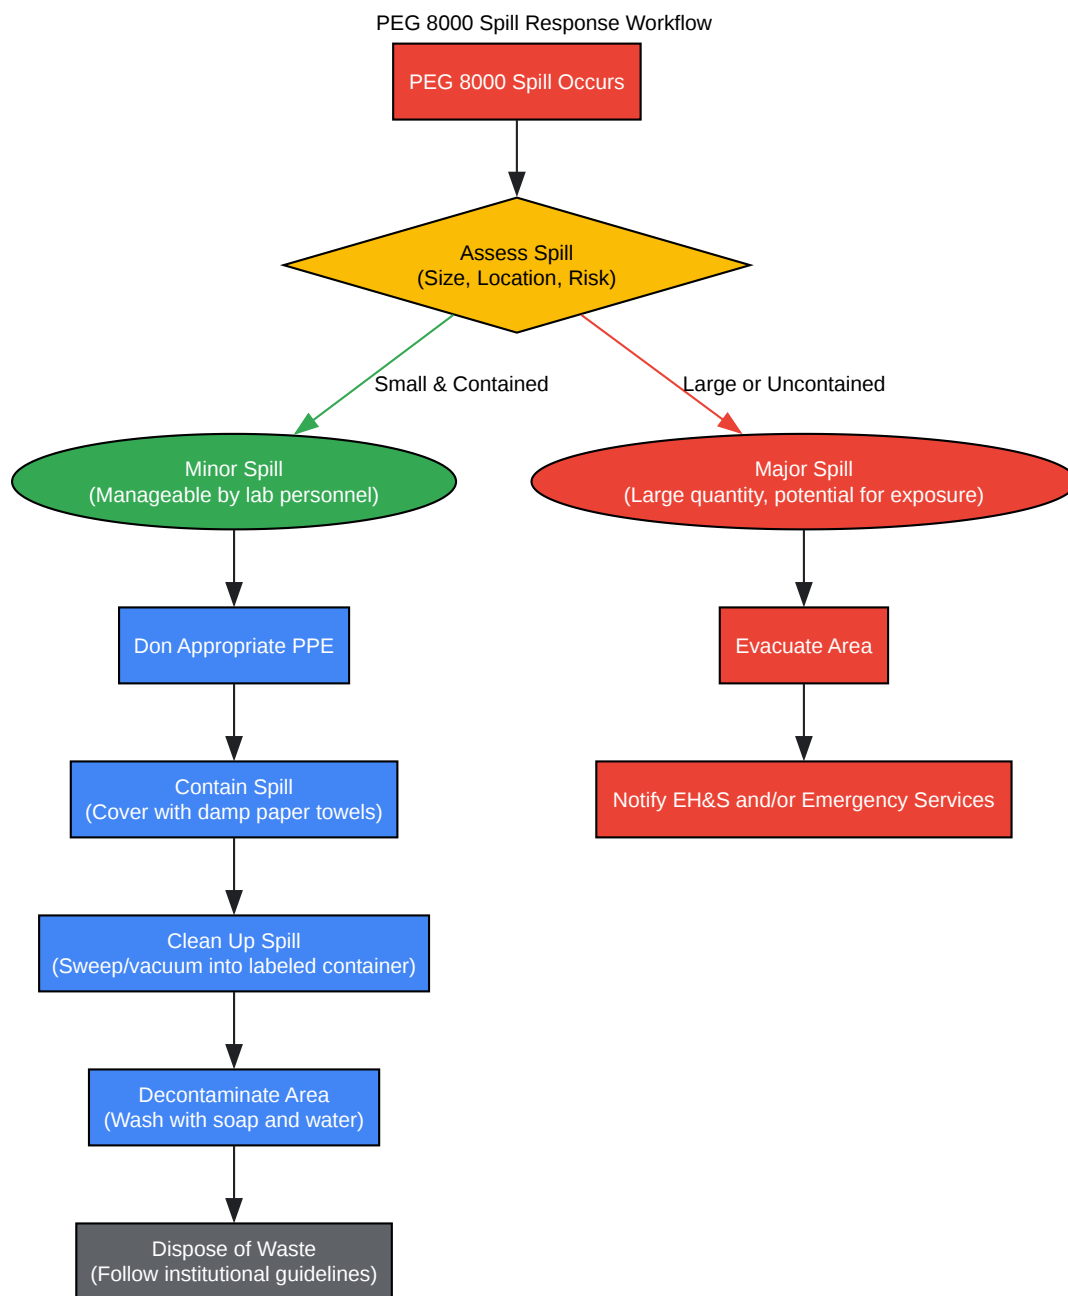 PEG 8000 Spill Response Workflow
PEG 8000 Spill Occurs
Assess Spill
(Size, Location, Risk)
Small & Contained
Large or Uncontained
Minor Spill
(Manageable by lab personnel)
Major Spill
(Large quantity, potential for exposure)
Don Appropriate PPE
Evacuate Area
Contain Spill
(Cover with damp paper towels)
Notify EH&S and/or Emergency Services
Clean Up Spill
(Sweep/vacuum into labeled container)
Decontaminate Area
(Wash with soap and water)
Dispose of Waste
(Follow institutional guidelines)